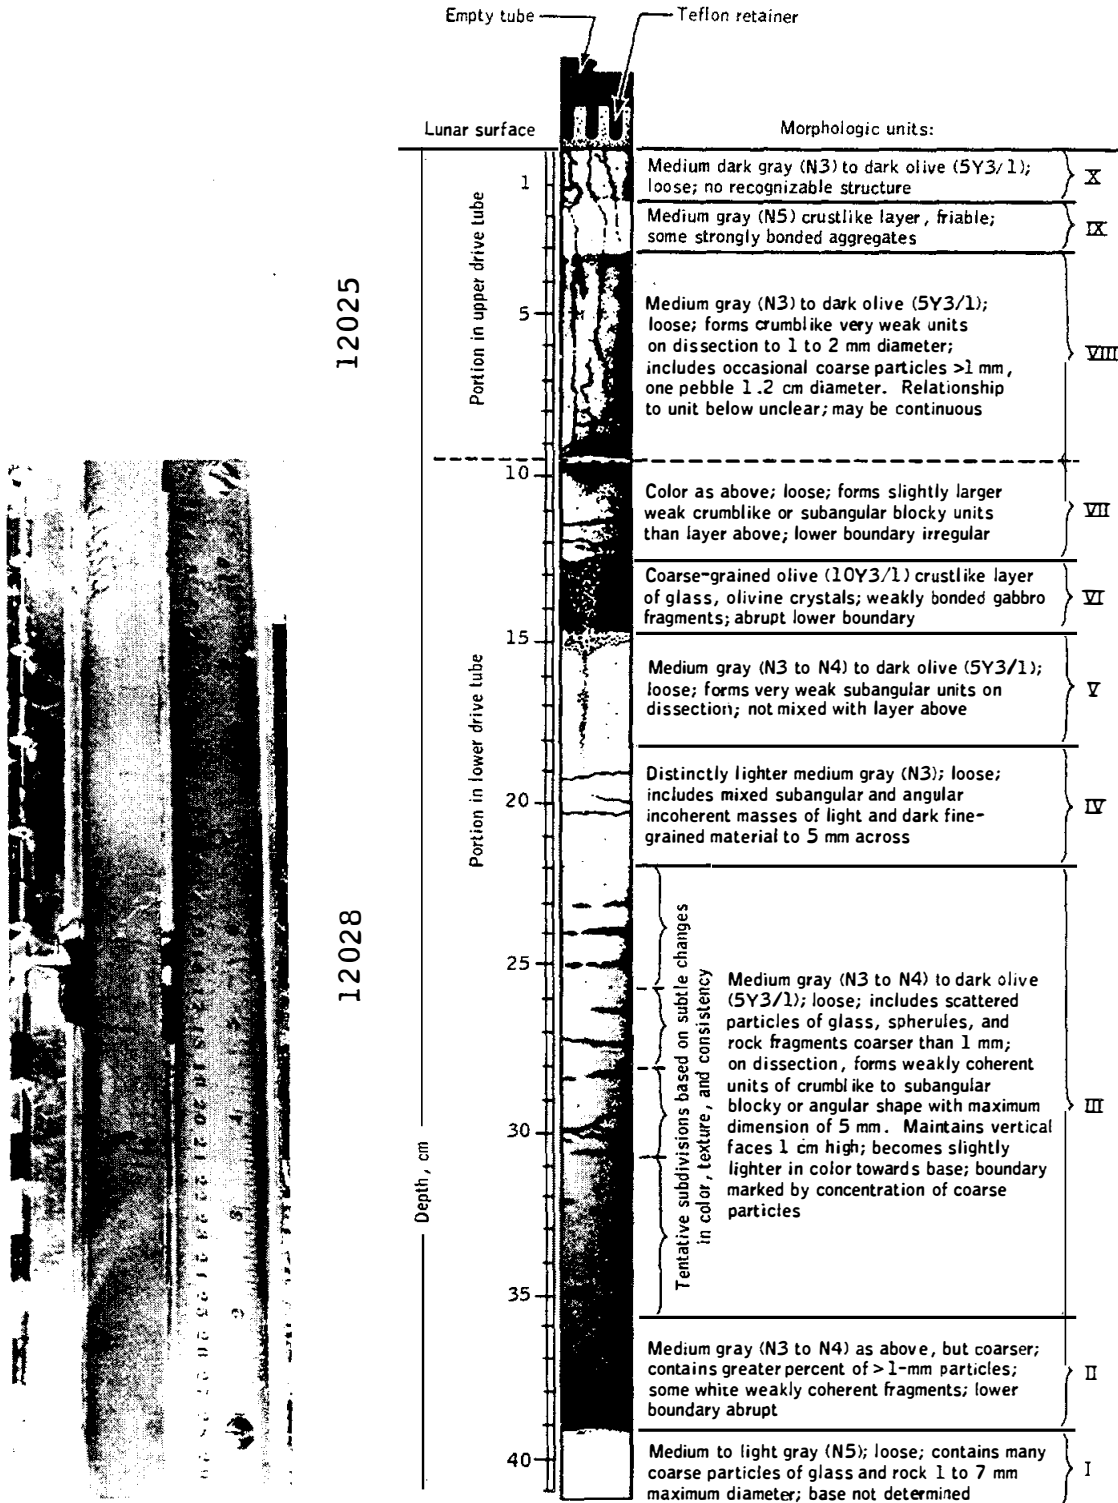 Empty tube
Teflon retainer
Lunar surface
Morphologic units:
12025
12028
Portion in upper drive tube
Portion in lower drive tube
Depth, cm
1
5
10
15
20
25
30
35
40
Medium dark gray (N3) to dark olive (5Y3/1);
loose; no recognizable structure
X
Medium gray (N5) crustlike layer, friable;
some strongly bonded aggregates
IX
Medium gray (N3) to dark olive (5Y3/1);
loose; forms crumblike very weak units
on dissection to 1 to 2 mm diameter;
includes occasional coarse particles >1 mm,
one pebble 1.2 cm diameter. Relationship
to unit below unclear; may be continuous
VIII
Color as above; loose; forms slightly larger
weak crumblike or subangular blocky units
than layer above; lower boundary irregular
VII
Coarse-grained olive (10Y3/1) crustlike layer
of glass, olivine crystals; weakly bonded gabbro
fragments; abrupt lower boundary
VI
Medium gray (N3 to N4) to dark olive (5Y3/1);
loose; forms very weak subangular units on
dissection; not mixed with layer above
V
Distinctly lighter medium gray (N3); loose;
includes mixed subangular and angular
incoherent masses of light and dark fine-
grained material to 5 mm across
IV
Tentative subdivisions based on subtle changes
in color, texture, and consistency
Medium gray (N3 to N4) to dark olive
(5Y3/1); loose; includes scattered
particles of glass, spherules, and
rock fragments coarser than 1 mm;
on dissection, forms weakly coherent
units of crumblike to subangular
blocky or angular shape with maximum
dimension of 5 mm. Maintains vertical
faces 1 cm high; becomes slightly
lighter in color towards base; boundary
marked by concentration of coarse
particles
III
Medium gray (N3 to N4) as above, but coarser;
contains greater percent of >1-mm particles;
some white weakly coherent fragments; lower
boundary abrupt
II
Medium to light gray (N5); loose; contains many
coarse particles of glass and rock 1 to 7 mm
maximum diameter; base not determined
I